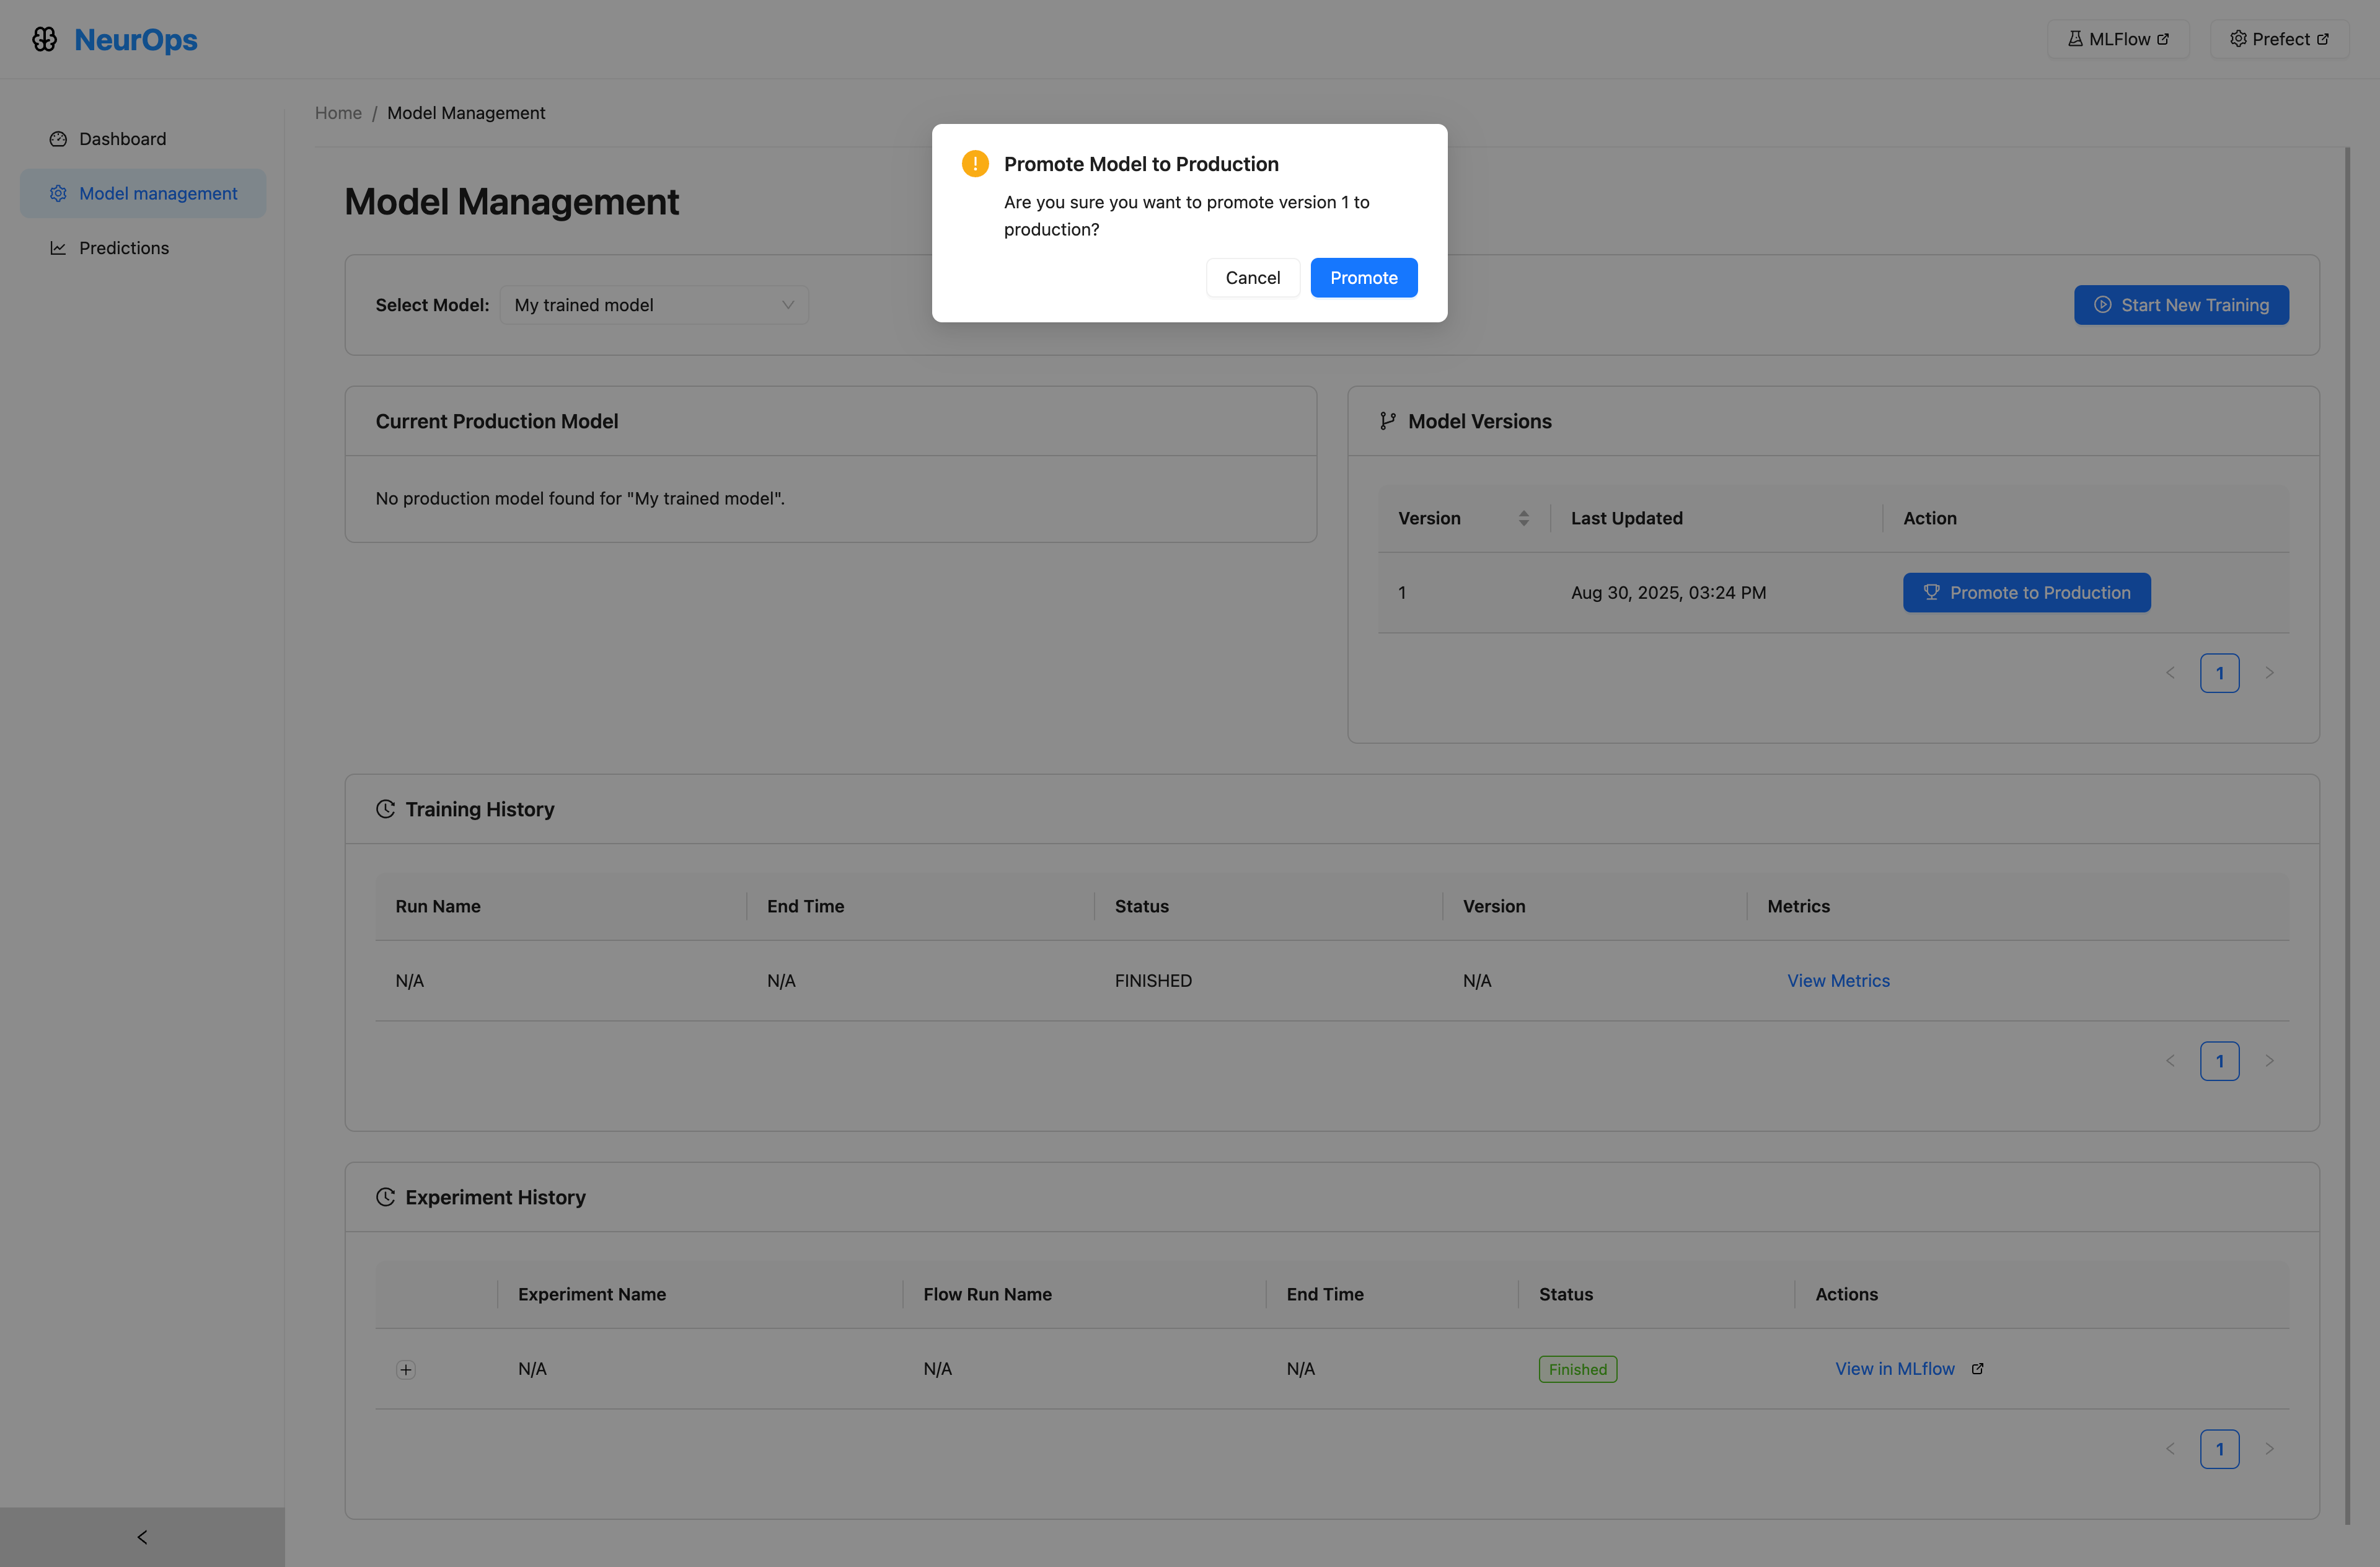 NeurOps
MLFlow
Prefect
Dashboard
Model management
Predictions
Home / Model Management
Model Management
Promote Model to Production
Are you sure you want to promote version 1 to
production?
Cancel
Promote
Select Model:
My trained model
Start New Training
Current Production Model
No production model found for "My trained model".
Model Versions
Version
Last Updated
Action
1
Aug 30, 2025, 03:24 PM
Promote to Production
1
Training History
Run Name
End Time
Status
Version
Metrics
N/A
N/A
FINISHED
N/A
View Metrics
1
Experiment History
Experiment Name
Flow Run Name
End Time
Status
Actions
N/A
N/A
N/A
Finished
View in MLflow
1